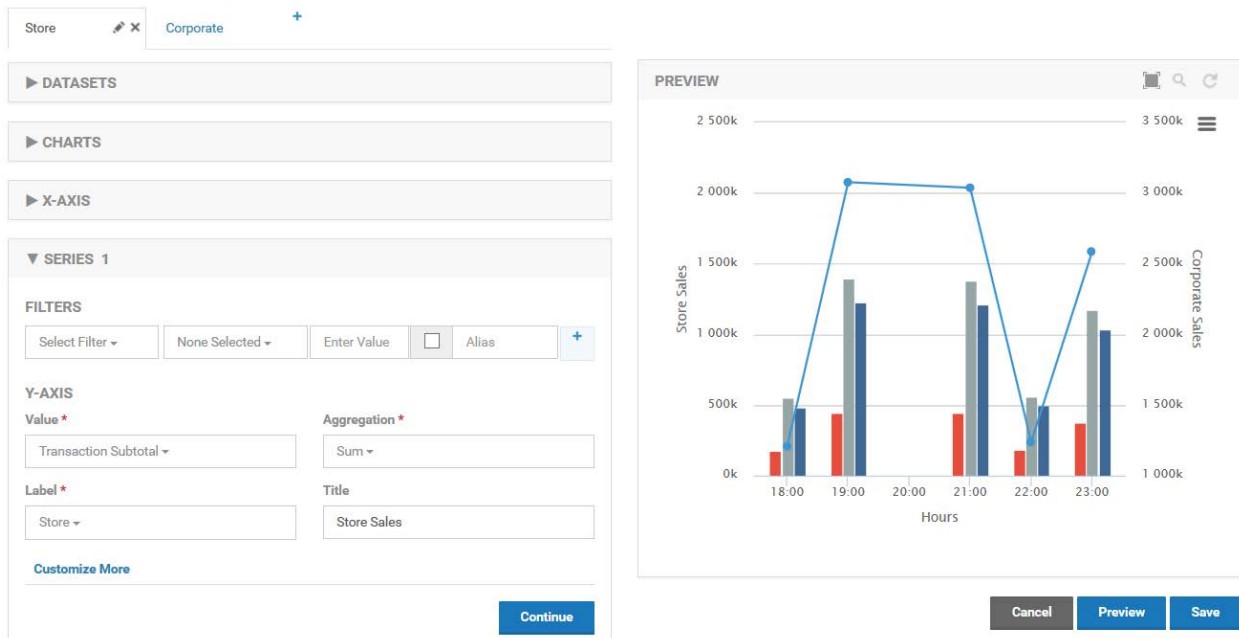 Store
Corporate
+
DATASETS
CHARTS
X-AXIS
SERIES 1
FILTERS
Select Filter
None Selected
Enter Value
Alias
+
Y-AXIS
Value *
Aggregation *
Transaction Subtotal
Sum
Label *
Title
Store
Store Sales
Customize More
Continue
PREVIEW
2 500k
2 000k
1 500k
1 000k
500k
0k
Store Sales
3 500k
3 000k
2 500k
2 000k
1 500k
1 000k
Corporate Sales
18:00 19:00 20:00 21:00 22:00 23:00
Hours
Cancel
Preview
Save